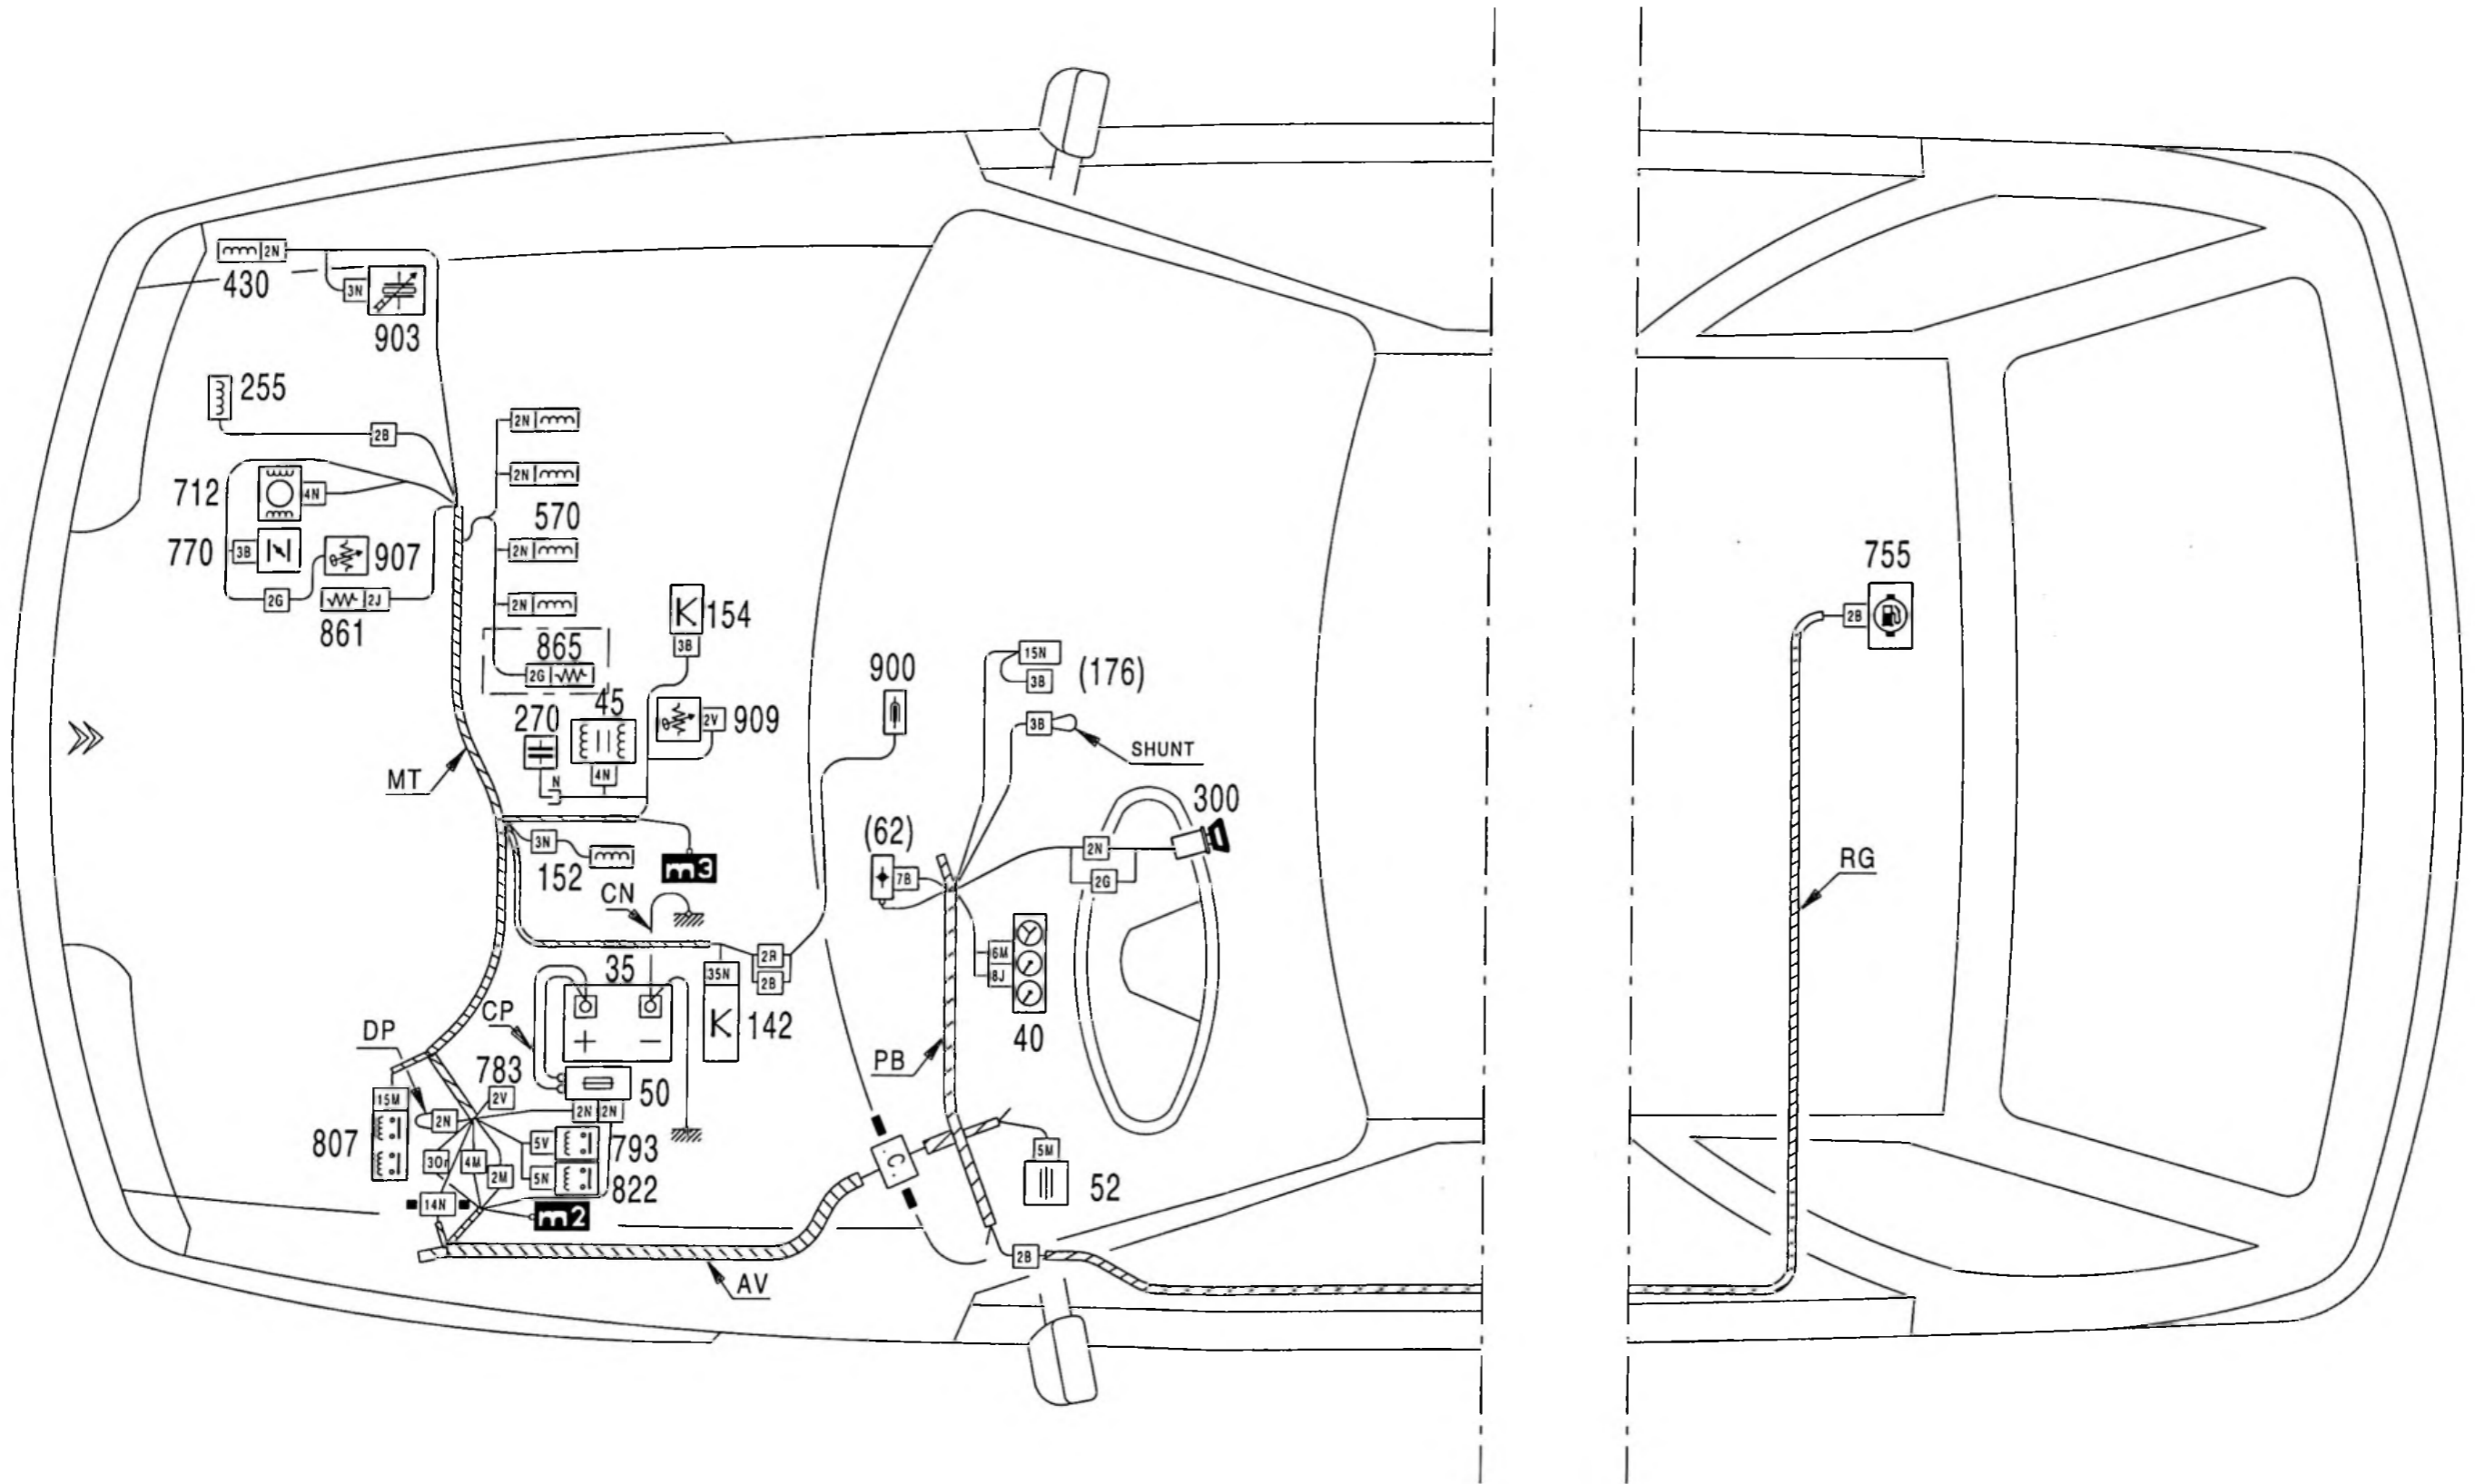 2N
430
3N
903
255
2B
2N
2N
712
4N
570
770
3B
907
2N
2G
2J
861
2N
154
3B
865
2G
755
2B
900
15N
3B
(176)
45
270
2V
909
3B
SHUNT
4N
N
MT
300
(62)
3N
152
m3
2N
7B
2G
RG
CN
35
35N
2R
2B
6M
8J
142
40
CP
DP
+
−
PB
783
2V
50
15M
2N
2N
2N
807
5V
793
3Or
4M
2M
5N
822
14N
m2
.C.
5M
52
2B
AV